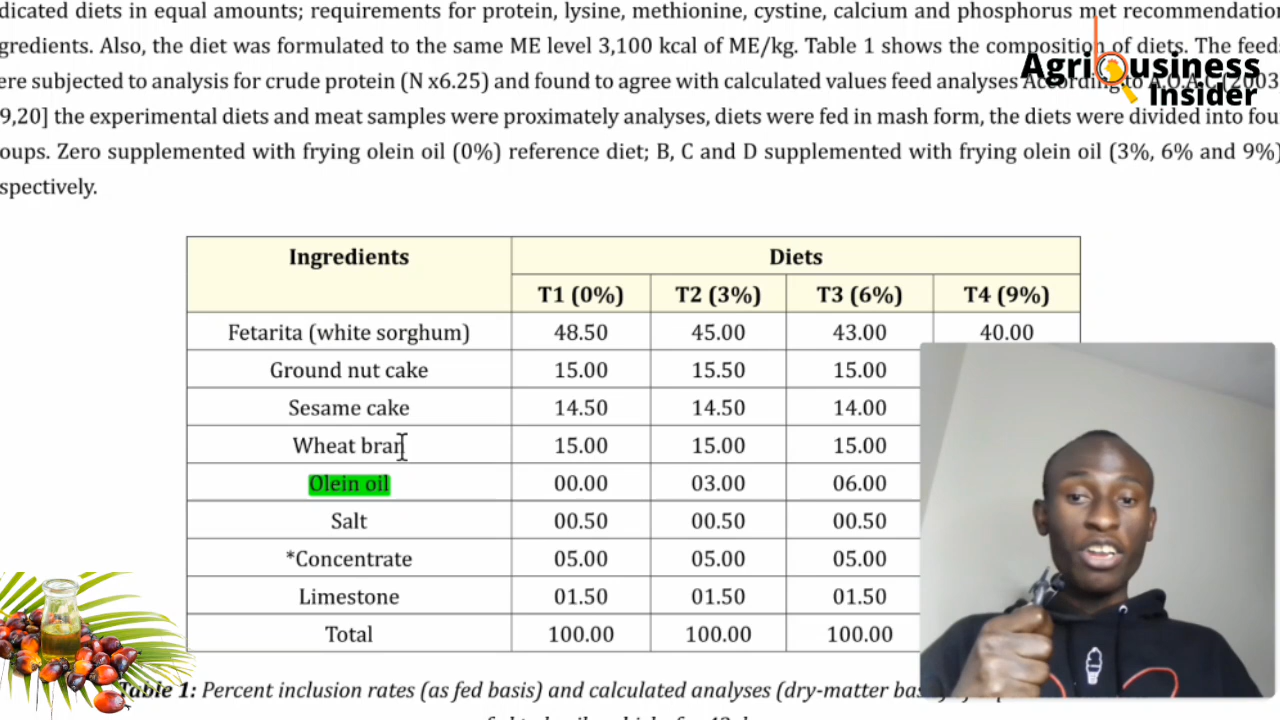 dicated diets in equal amounts; requirements for protein, lysine, methionine, cystine, calcium and phosphorus met recommendation
gredients. Also, the diet was formulated to the same ME level 3,100 kcal of ME/kg. Table 1 shows the composition of diets. The feed
ere subjected to analysis for crude protein (N x6.25) and found to agree with calculated values feed analyses According to A.O.A.C (2003
9,20] the experimental diets and meat samples were proximately analyses, diets were fed in mash form, the diets were divided into fou
oups. Zero supplemented with frying olein oil (0%) reference diet; B, C and D supplemented with frying olein oil (3%, 6% and 9%)
spectively.
Agribusiness
Insider
Ingredients Diets
T1 (0%) T2 (3%) T3 (6%) T4 (9%)
Fetarita (white sorghum) 48.50 45.00 43.00 40.00
Ground nut cake 15.00 15.50 15.00
Sesame cake 14.50 14.50 14.00
Wheat bran 15.00 15.00 15.00
Olein oil 00.00 03.00 06.00
Salt 00.50 00.50 00.50
*Concentrate 05.00 05.00 05.00
Limestone 01.50 01.50 01.50
Total 100.00 100.00 100.00
Table 1: Percent inclusion rates (as fed basis) and calculated analyses (dry-matter bas